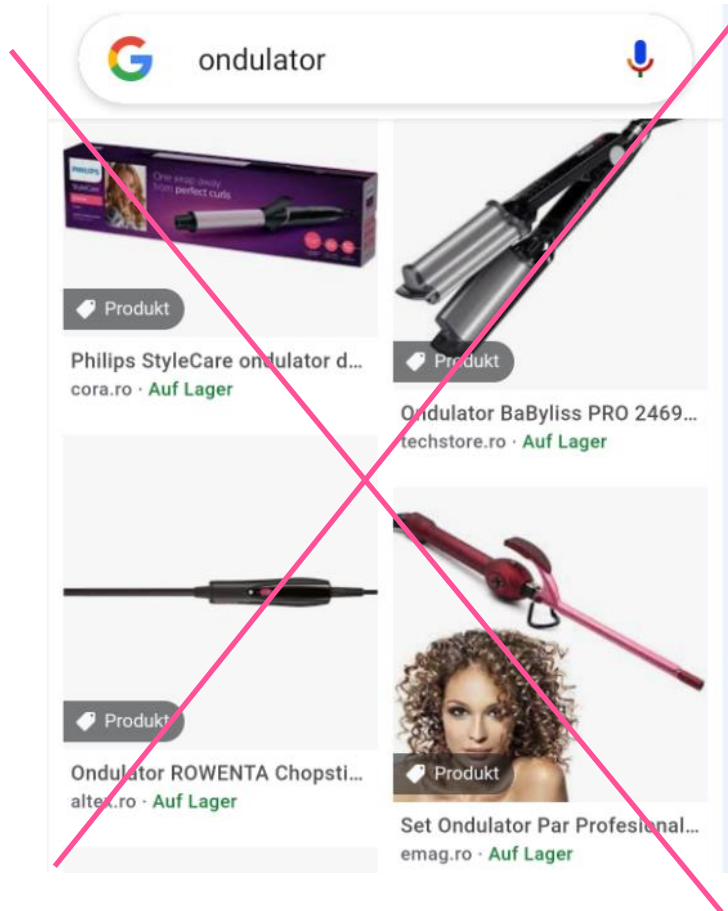 ondulator
PHILIPS
StyleCare
One wrap away
from perfect curls
Produkt
Philips StyleCare ondulator d...
cora.ro · Auf Lager
Produkt
Ondulator BaByliss PRO 2469...
techstore.ro · Auf Lager
Produkt
Ondulator ROWENTA Chopsti...
altex.ro · Auf Lager
Produkt
Set Ondulator Par Profesional...
emag.ro · Auf Lager